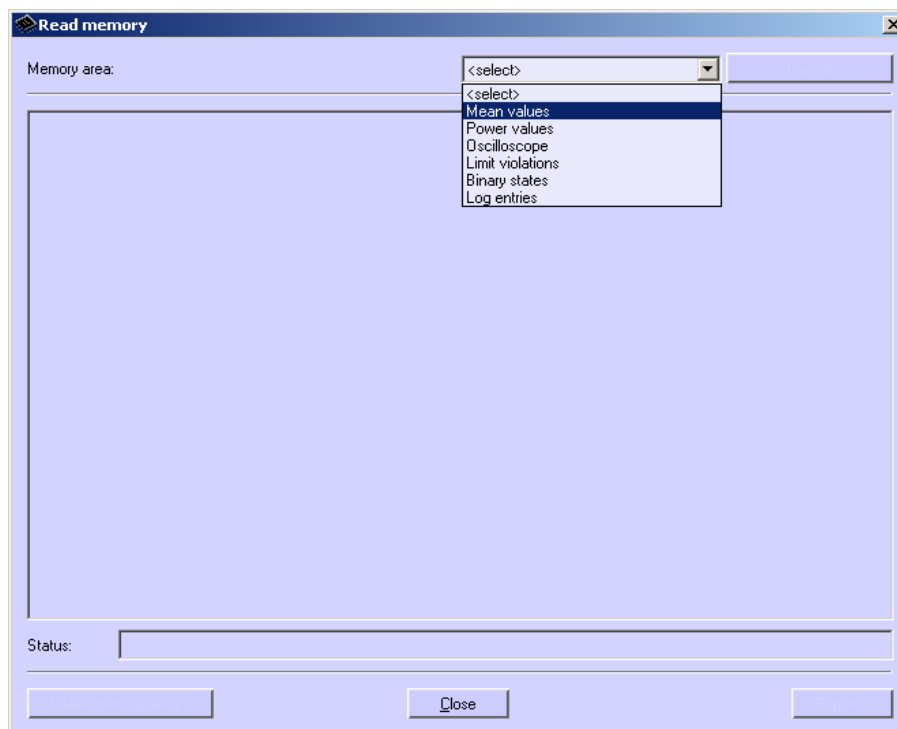 Read memory
Memory area:
<select>
<select>
Mean values
Power values
Oscilloscope
Limit violations
Binary states
Log entries
Status:
Close